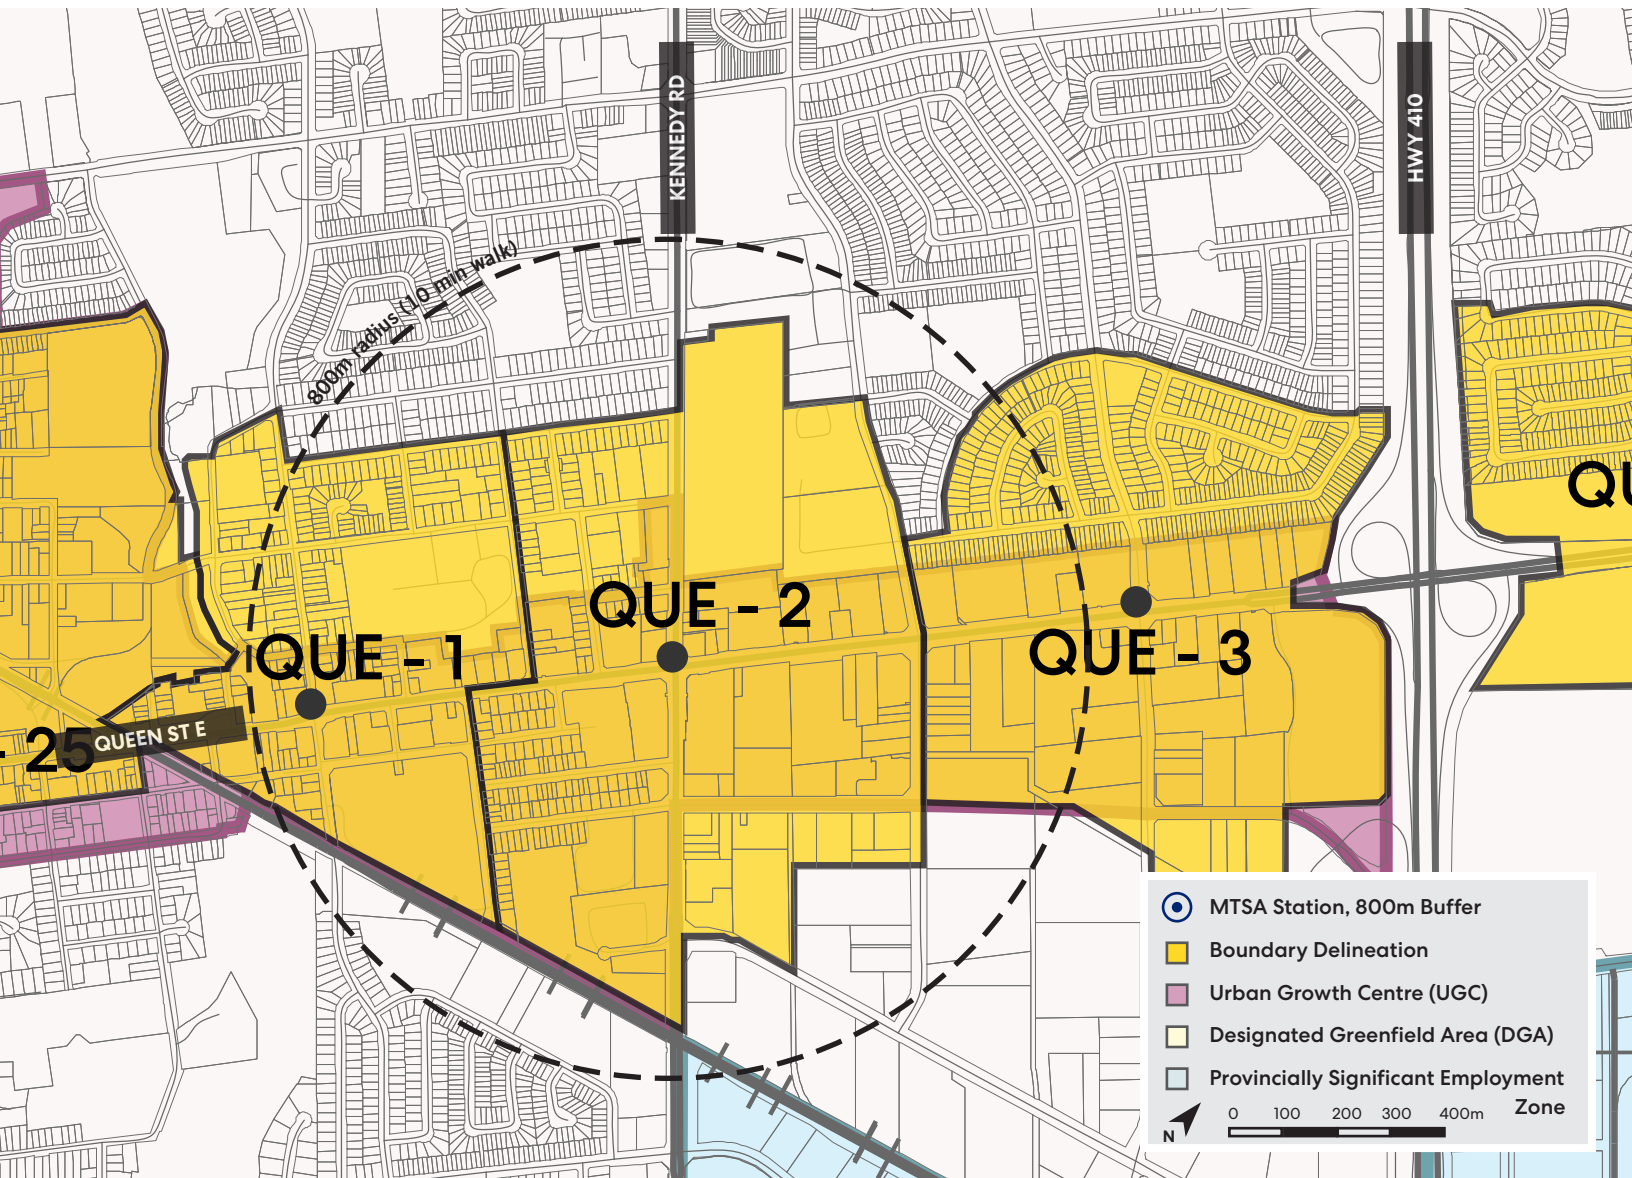 KENNEDY RD
HWY 410
800m radius (10 min walk)
QU
QUE - 2
QUE - 1
QUE - 3
- 25
QUEEN ST E
MTSA Station, 800m Buffer
Boundary Delineation
Urban Growth Centre (UGC)
Designated Greenfield Area (DGA)
Provincially Significant Employment
Zone
0 100 200 300 400m
N